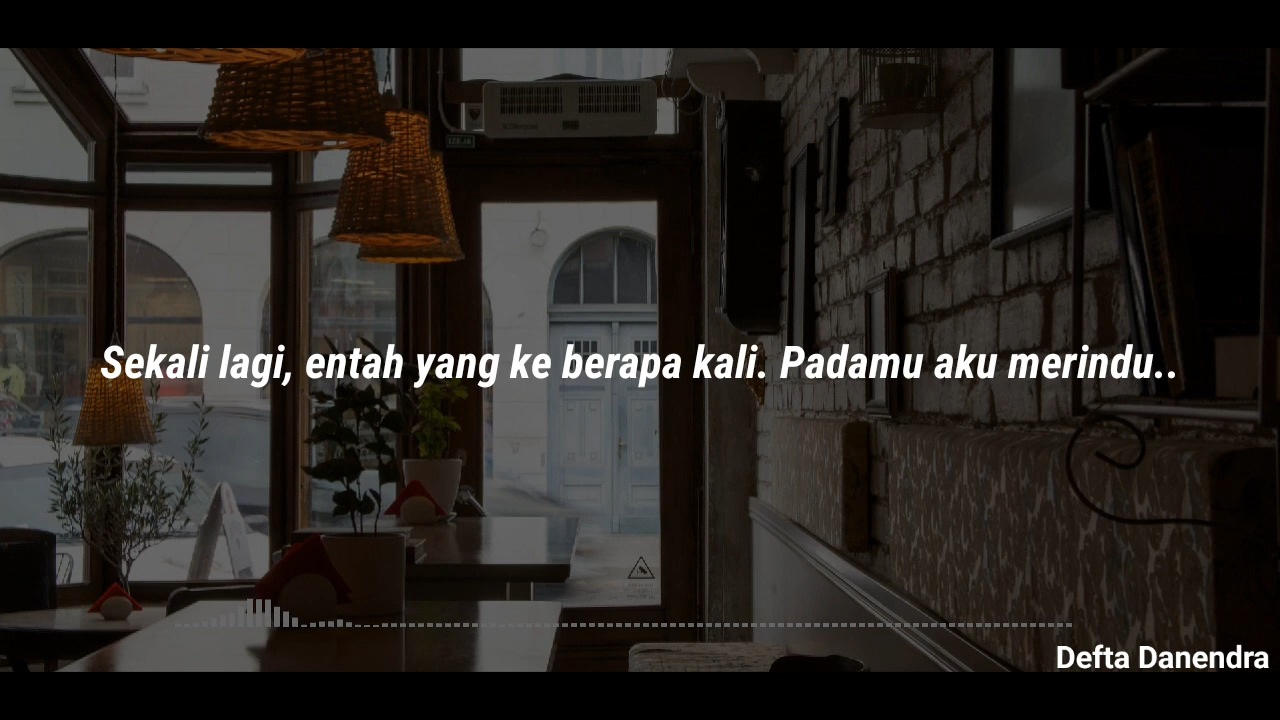 Sekali lagi, entah yang ke berapa kali. Padamu aku merindu..
Defta Danendra